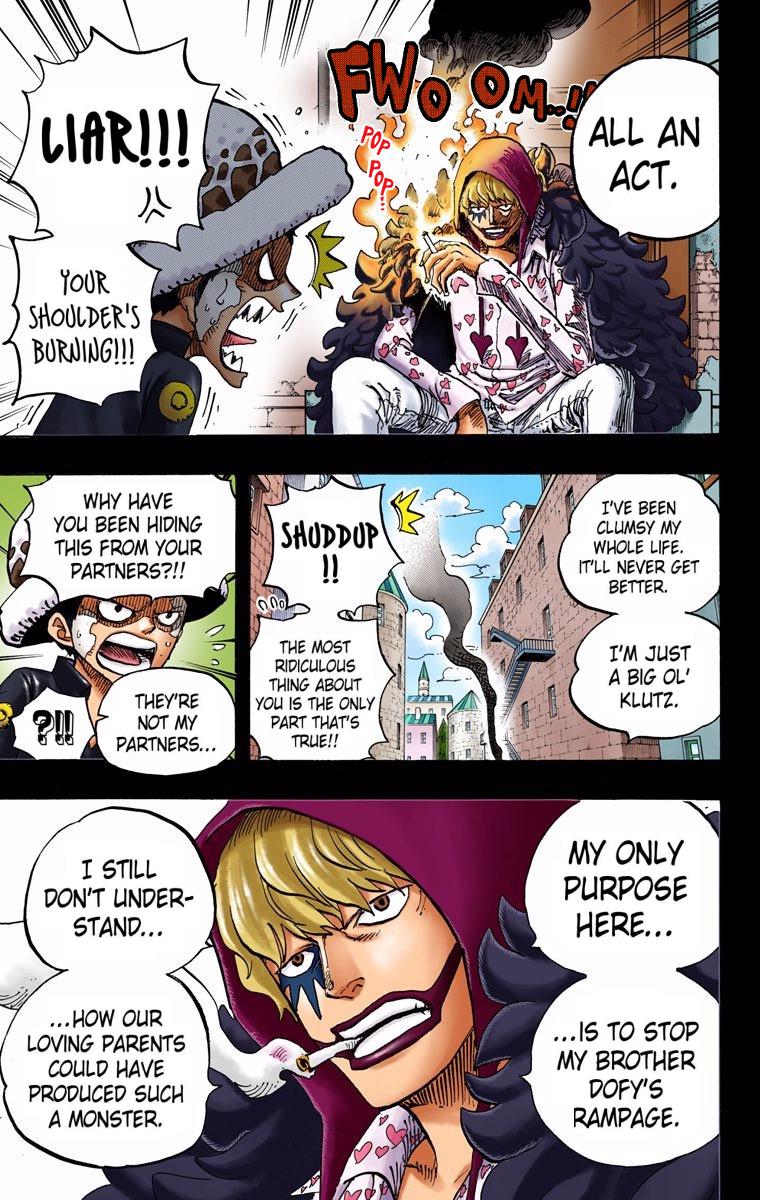 ALL AN
ACT.
FWOOM..!!
POP
POP!!
LIAR!!!
YOUR
SHOULDER'S
BURNING!!!
I'VE BEEN
CLUMSY MY
WHOLE LIFE.
IT'LL NEVER GET
BETTER.
I'M JUST
A BIG OL'
KLUTZ.
SHUDDUP
!!
THE MOST
RIDICULOUS
THING ABOUT
YOU IS THE ONLY
PART THAT'S
TRUE!!
WHY HAVE
YOU BEEN HIDING
THIS FROM YOUR
PARTNERS?!!
THEY'RE
NOT MY
PARTNERS...
?!!
MY ONLY
PURPOSE
HERE...
...IS TO STOP
MY BROTHER
DOFY'S
RAMPAGE.
I STILL
DON'T UNDER-
STAND...
...HOW OUR
LOVING PARENTS
COULD HAVE
PRODUCED SUCH
A MONSTER.